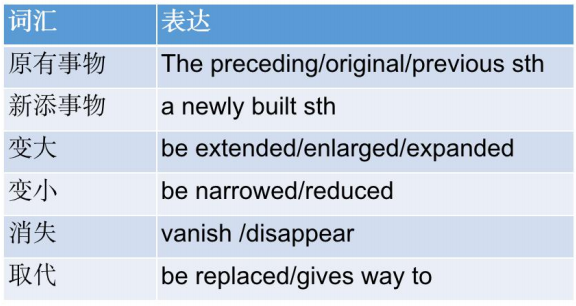 词汇 表达
原有事物 The preceding/original/previous sth
新添事物 a newly built sth
变大 be extended/enlarged/expanded
变小 be narrowed/reduced
消失 vanish /disappear
取代 be replaced/gives way to